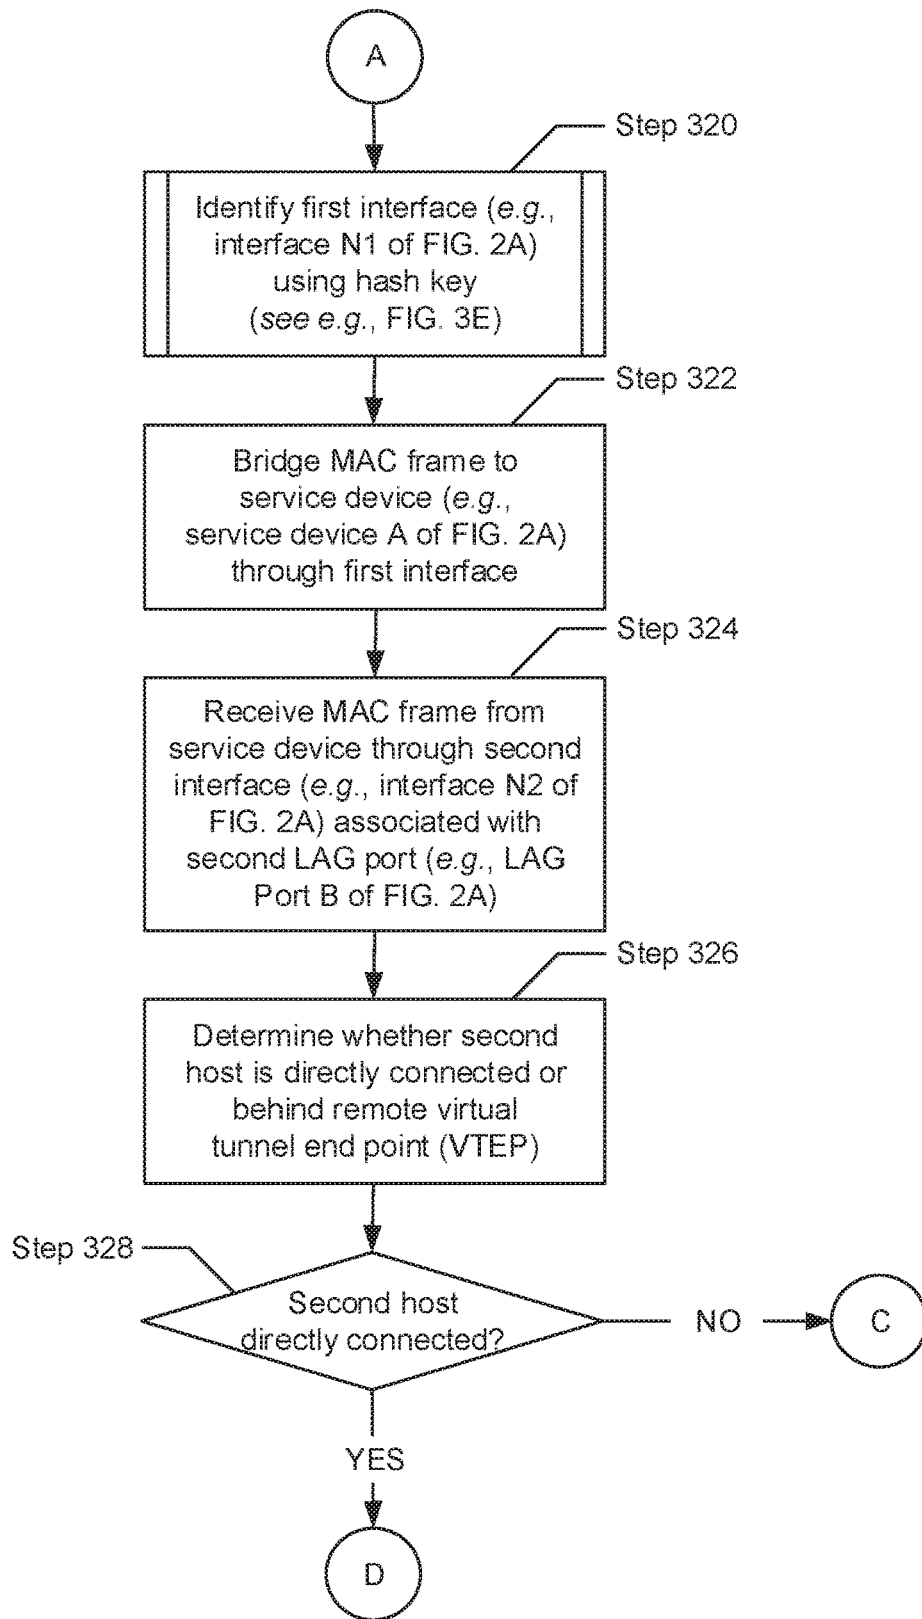 A
Step 320
Identify first interface (e.g.,
interface N1 of FIG. 2A)
using hash key
(see e.g., FIG. 3E)
Step 322
Bridge MAC frame to
service device (e.g.,
service device A of FIG. 2A)
through first interface
Step 324
Receive MAC frame from
service device through second
interface (e.g., interface N2 of
FIG. 2A) associated with
second LAG port (e.g., LAG
Port B of FIG. 2A)
Step 326
Determine whether second
host is directly connected or
behind remote virtual
tunnel end point (VTEP)
Step 328
Second host
directly connected?
NO
C
YES
D